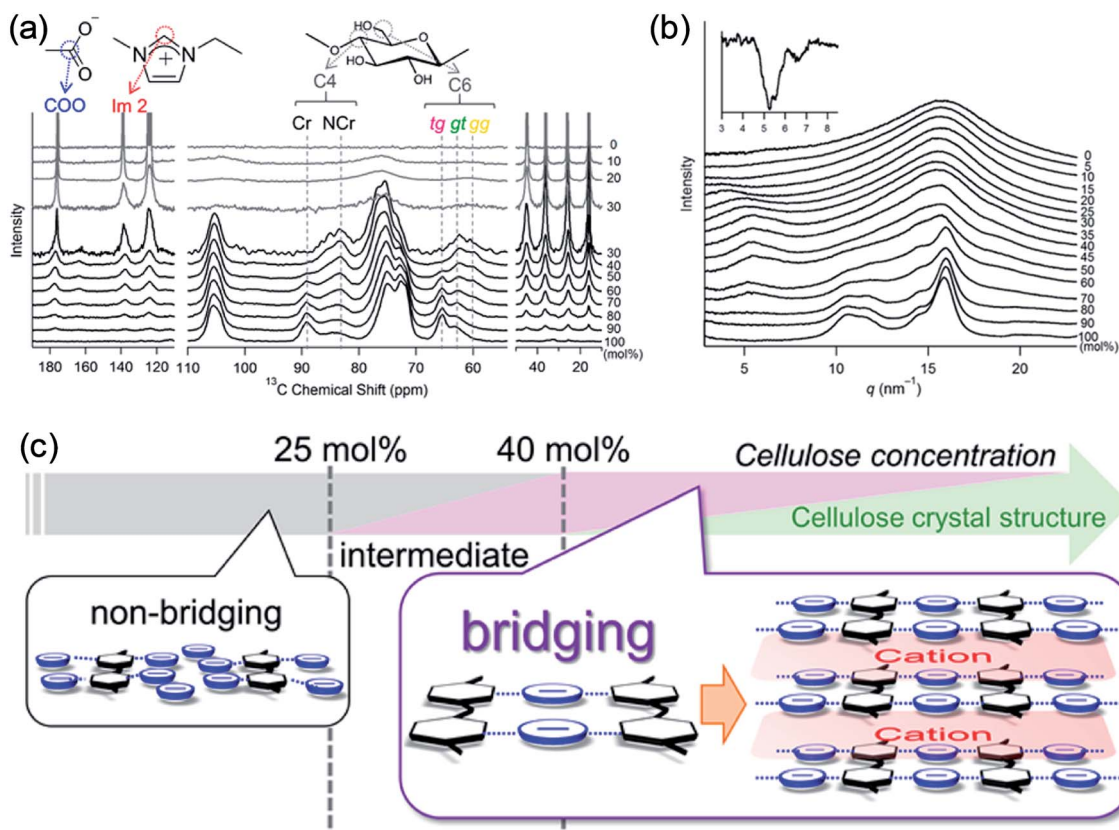 (a)
O⁻
O
N
+
N
HO
O
HO
OH
O
C4
C6
COO
Im 2
Cr
NCr
tg
gt
gg
0
10
20
30
30
40
50
60
70
80
90
100
(mol%)
Intensity
180
160
140
120
110
100
90
80
70
60
40
20
¹³C Chemical Shift (ppm)
(b)
3
4
5
6
7
8
Intensity
0
5
10
15
20
25
30
35
40
45
50
60
70
80
90
100
(mol%)
5
10
15
20
q (nm⁻¹)
(c)
25 mol%
40 mol%
Cellulose concentration
Cellulose crystal structure
intermediate
non-bridging
bridging
Cation
Cation